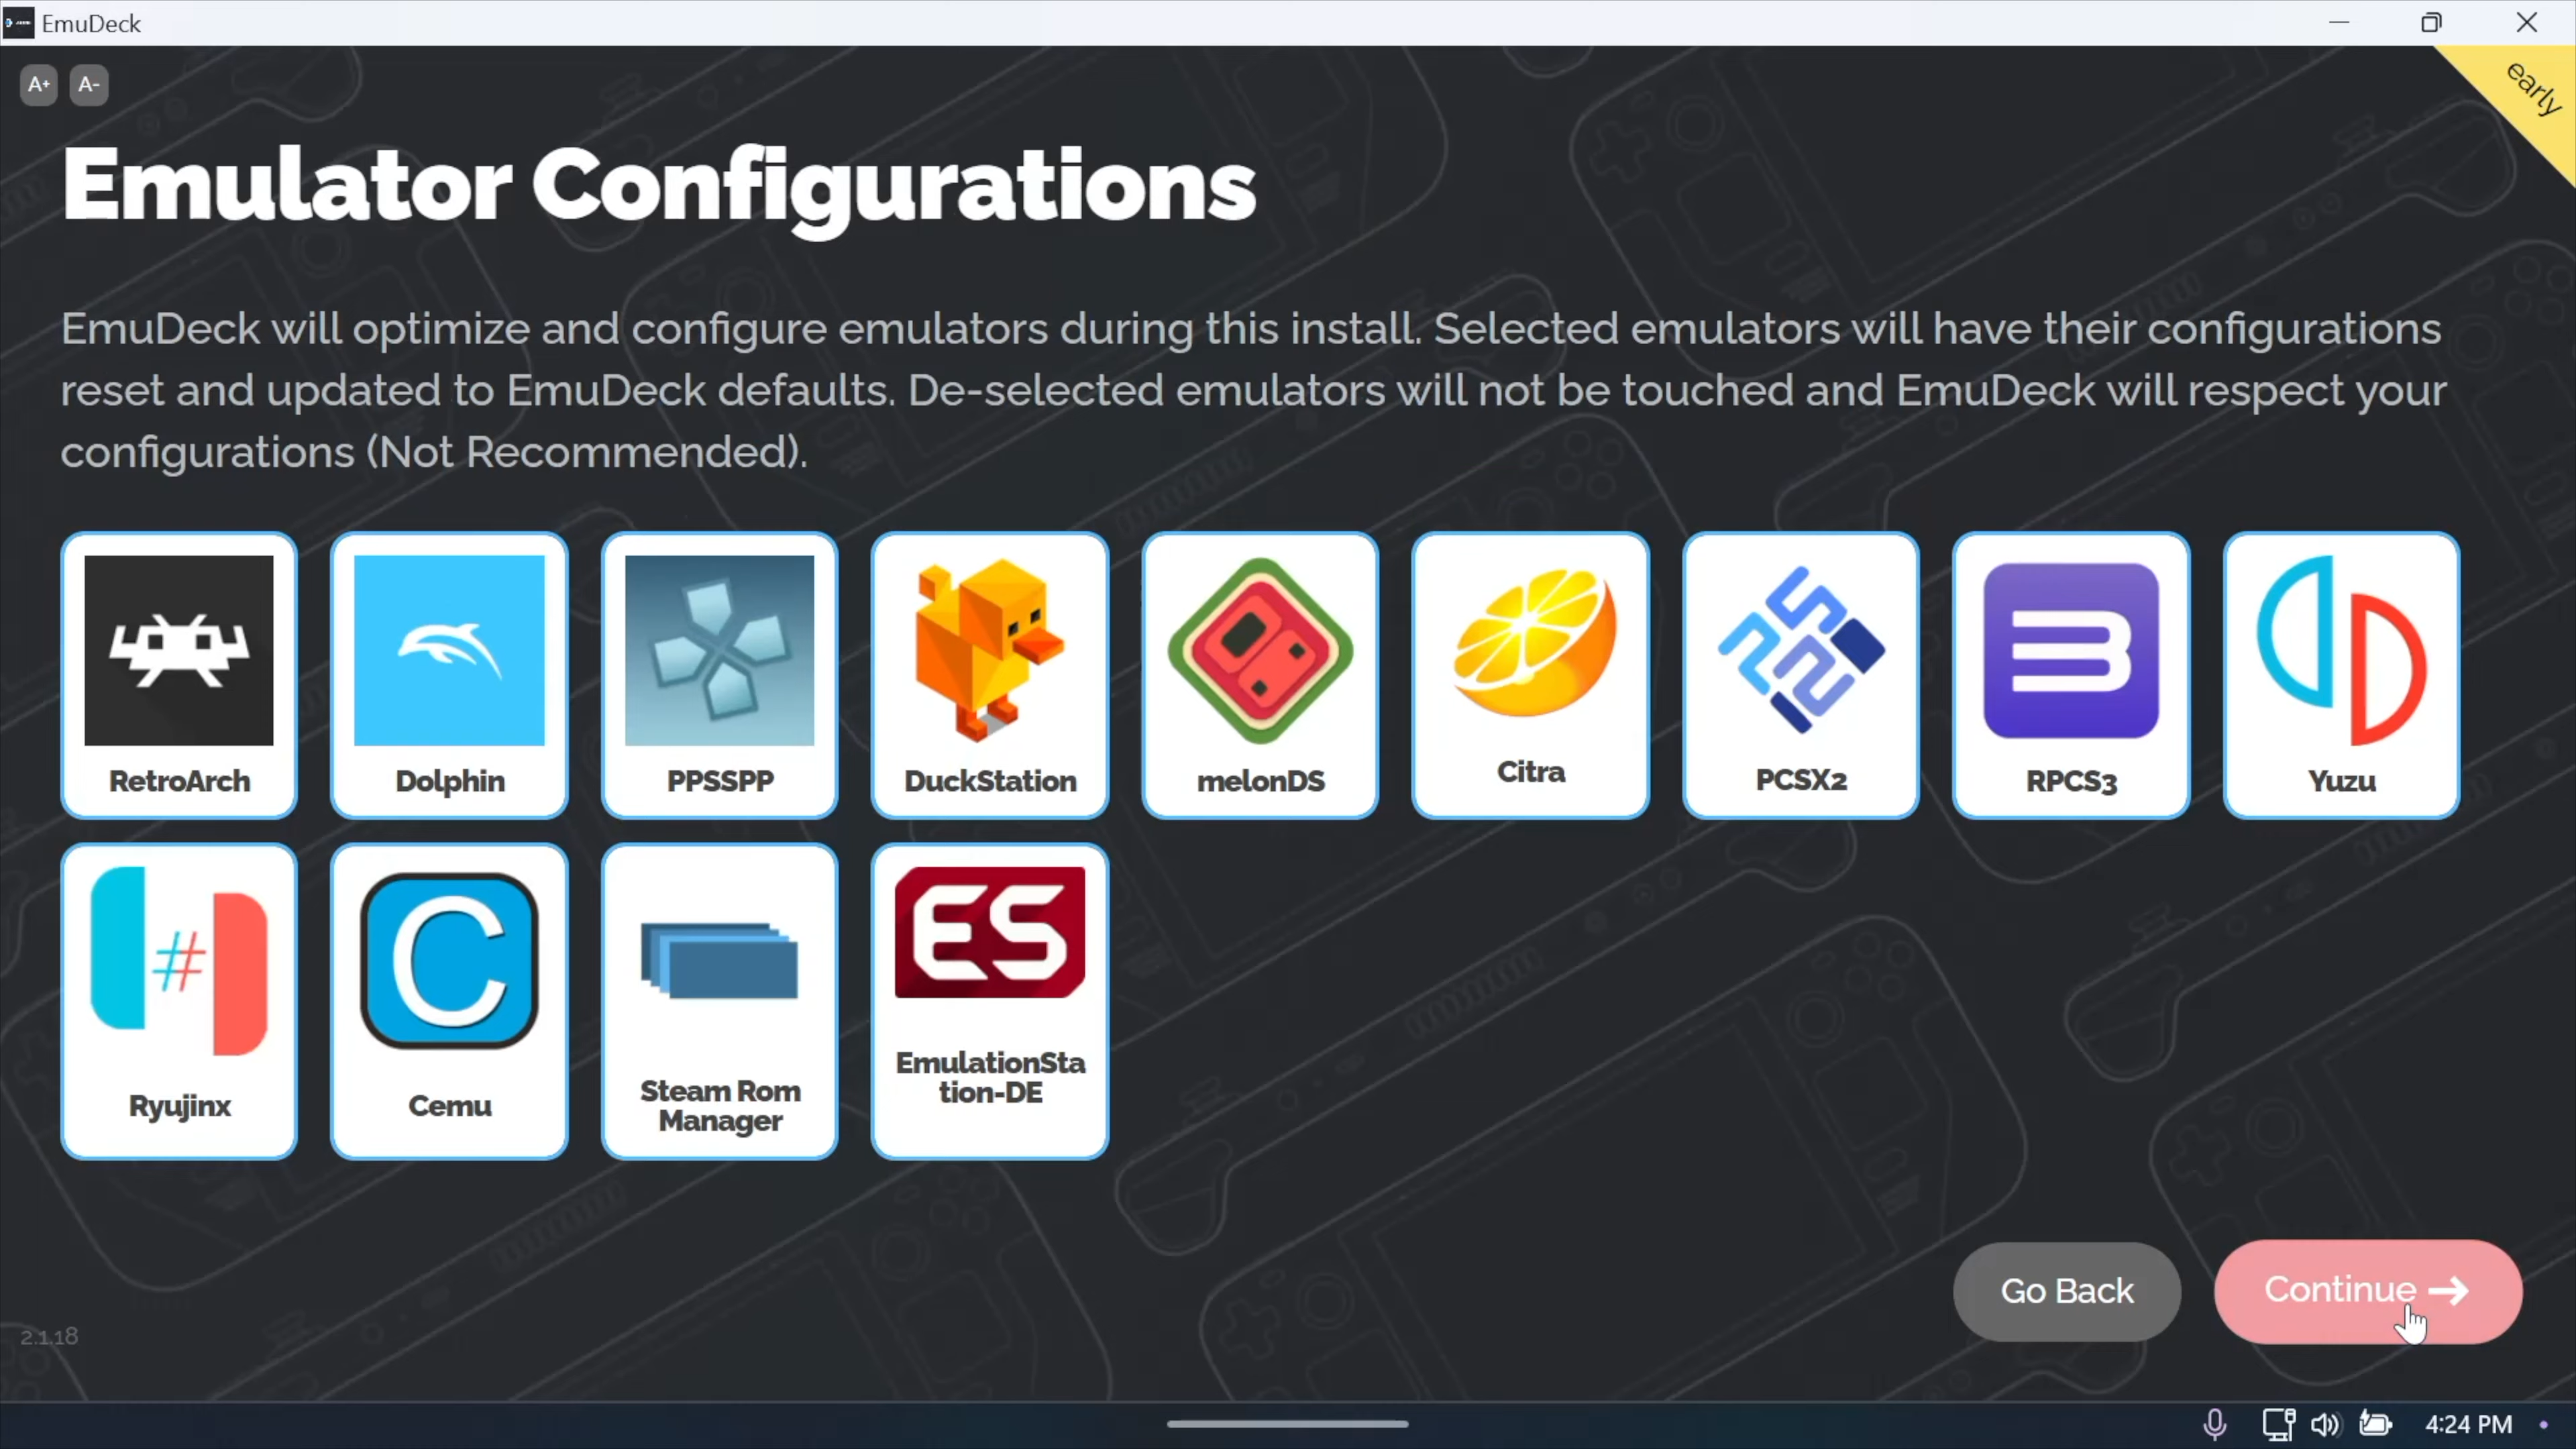 EmuDeck
A+ A-
early
Emulator Configurations
EmuDeck will optimize and configure emulators during this install. Selected emulators will have their configurations
reset and updated to EmuDeck defaults. De-selected emulators will not be touched and EmuDeck will respect your
configurations (Not Recommended).
RetroArch
Dolphin
PPSSPP
DuckStation
melonDS
Citra
PCSX2
RPCS3
Yuzu
#
Ryujinx
C
Cemu
Steam Rom
Manager
ES
EmulationSta
tion-DE
Go Back
Continue →
2.1.18
4:24 PM